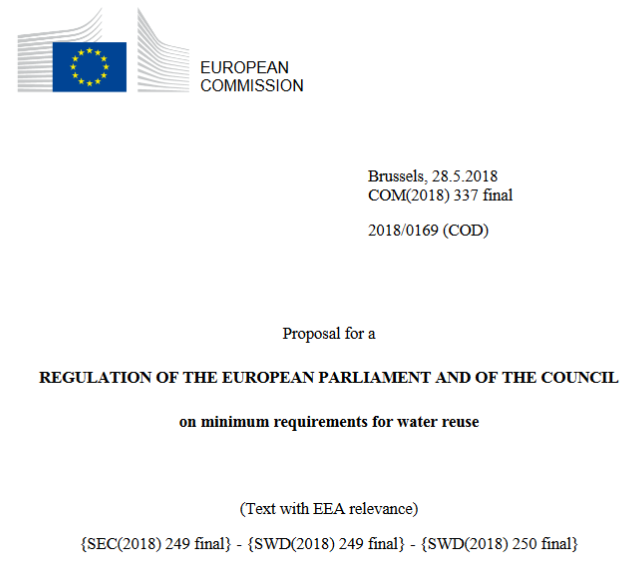 EUROPEAN
COMMISSION
Brussels, 28.5.2018
COM(2018) 337 final
2018/0169 (COD)
Proposal for a
REGULATION OF THE EUROPEAN PARLIAMENT AND OF THE COUNCIL
on minimum requirements for water reuse
(Text with EEA relevance)
{SEC(2018) 249 final} - {SWD(2018) 249 final} - {SWD(2018) 250 final}